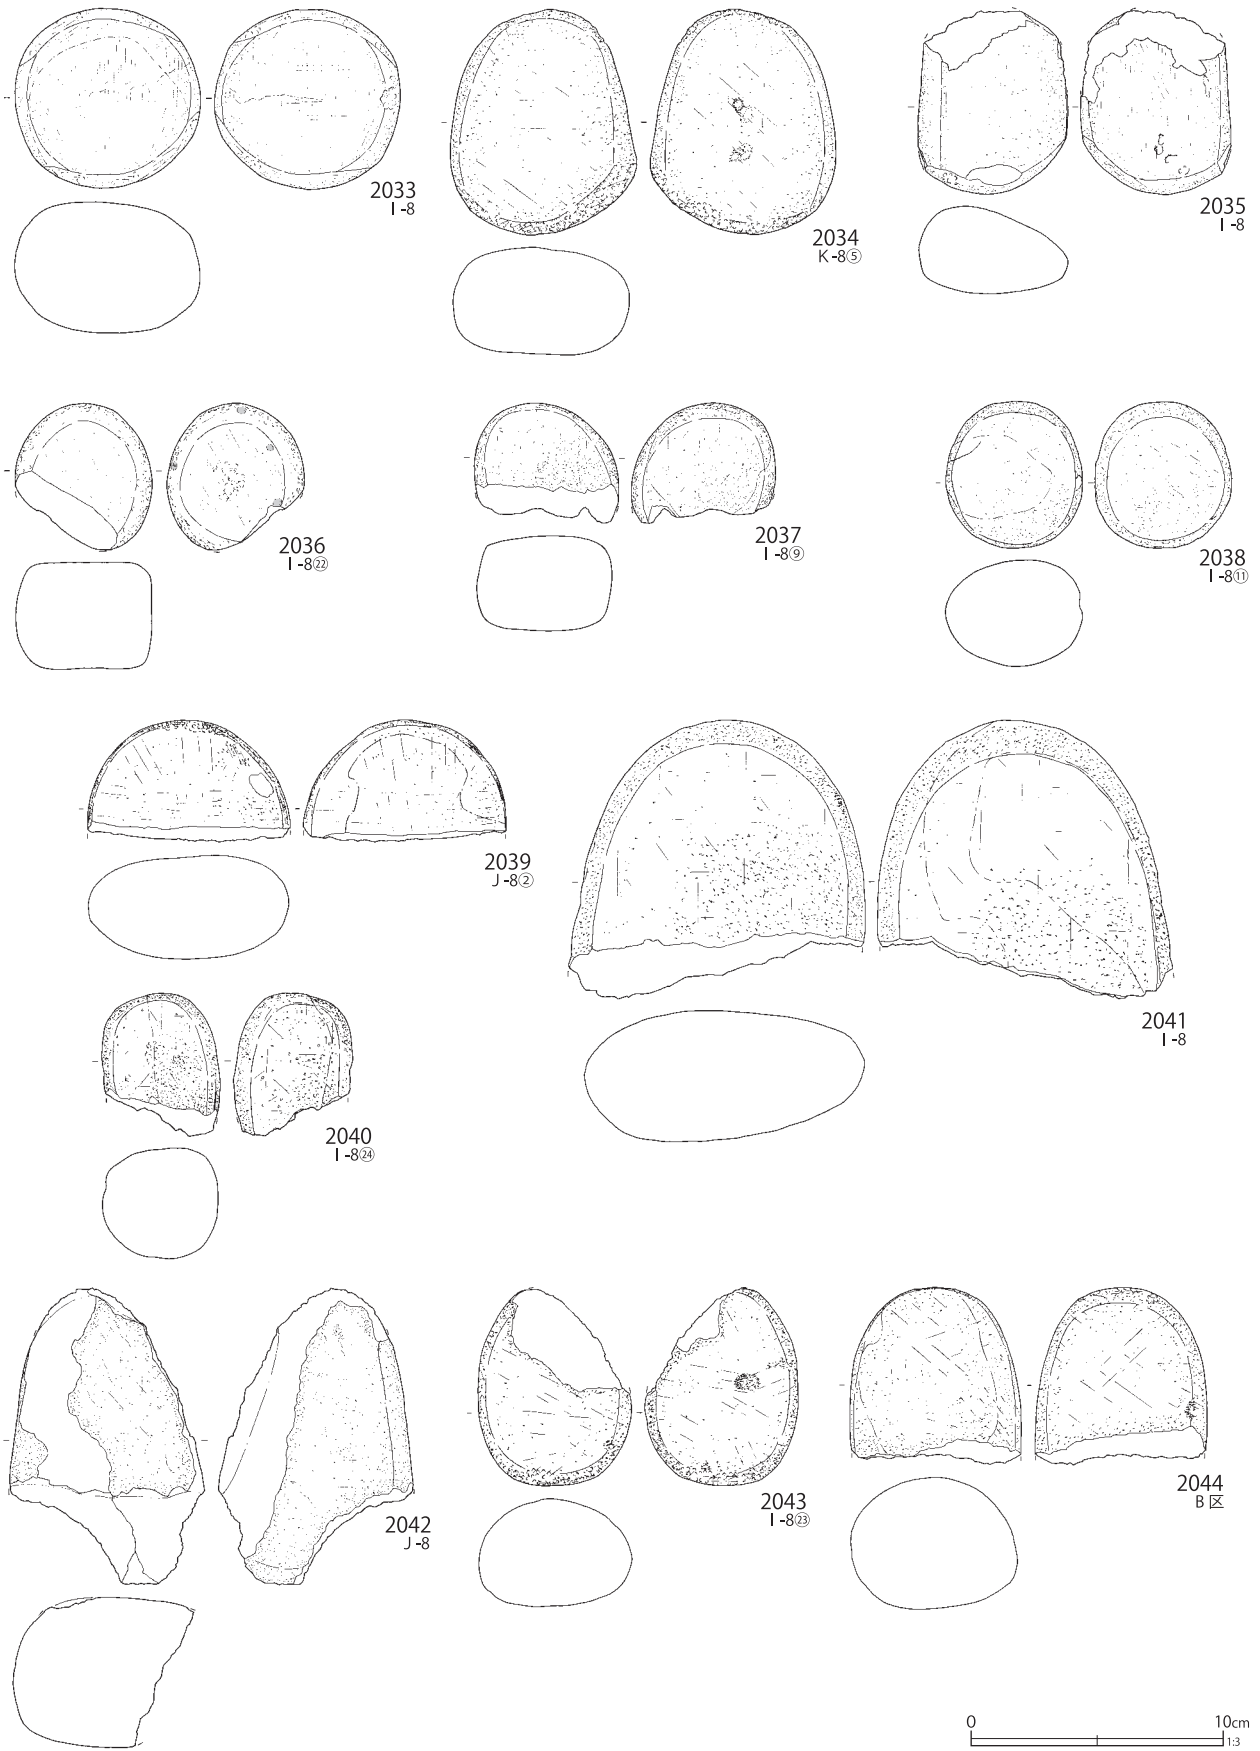 2033
I -8
2034
K -8⑤
2035
I -8
2036
I -8㉒
2037
I -8⑨
2038
I -8⑪
2039
J -8②
2041
I -8
2040
I -8㉔
2042
J -8
2043
I -8㉓
2044
B 区
0 10cm
1:3